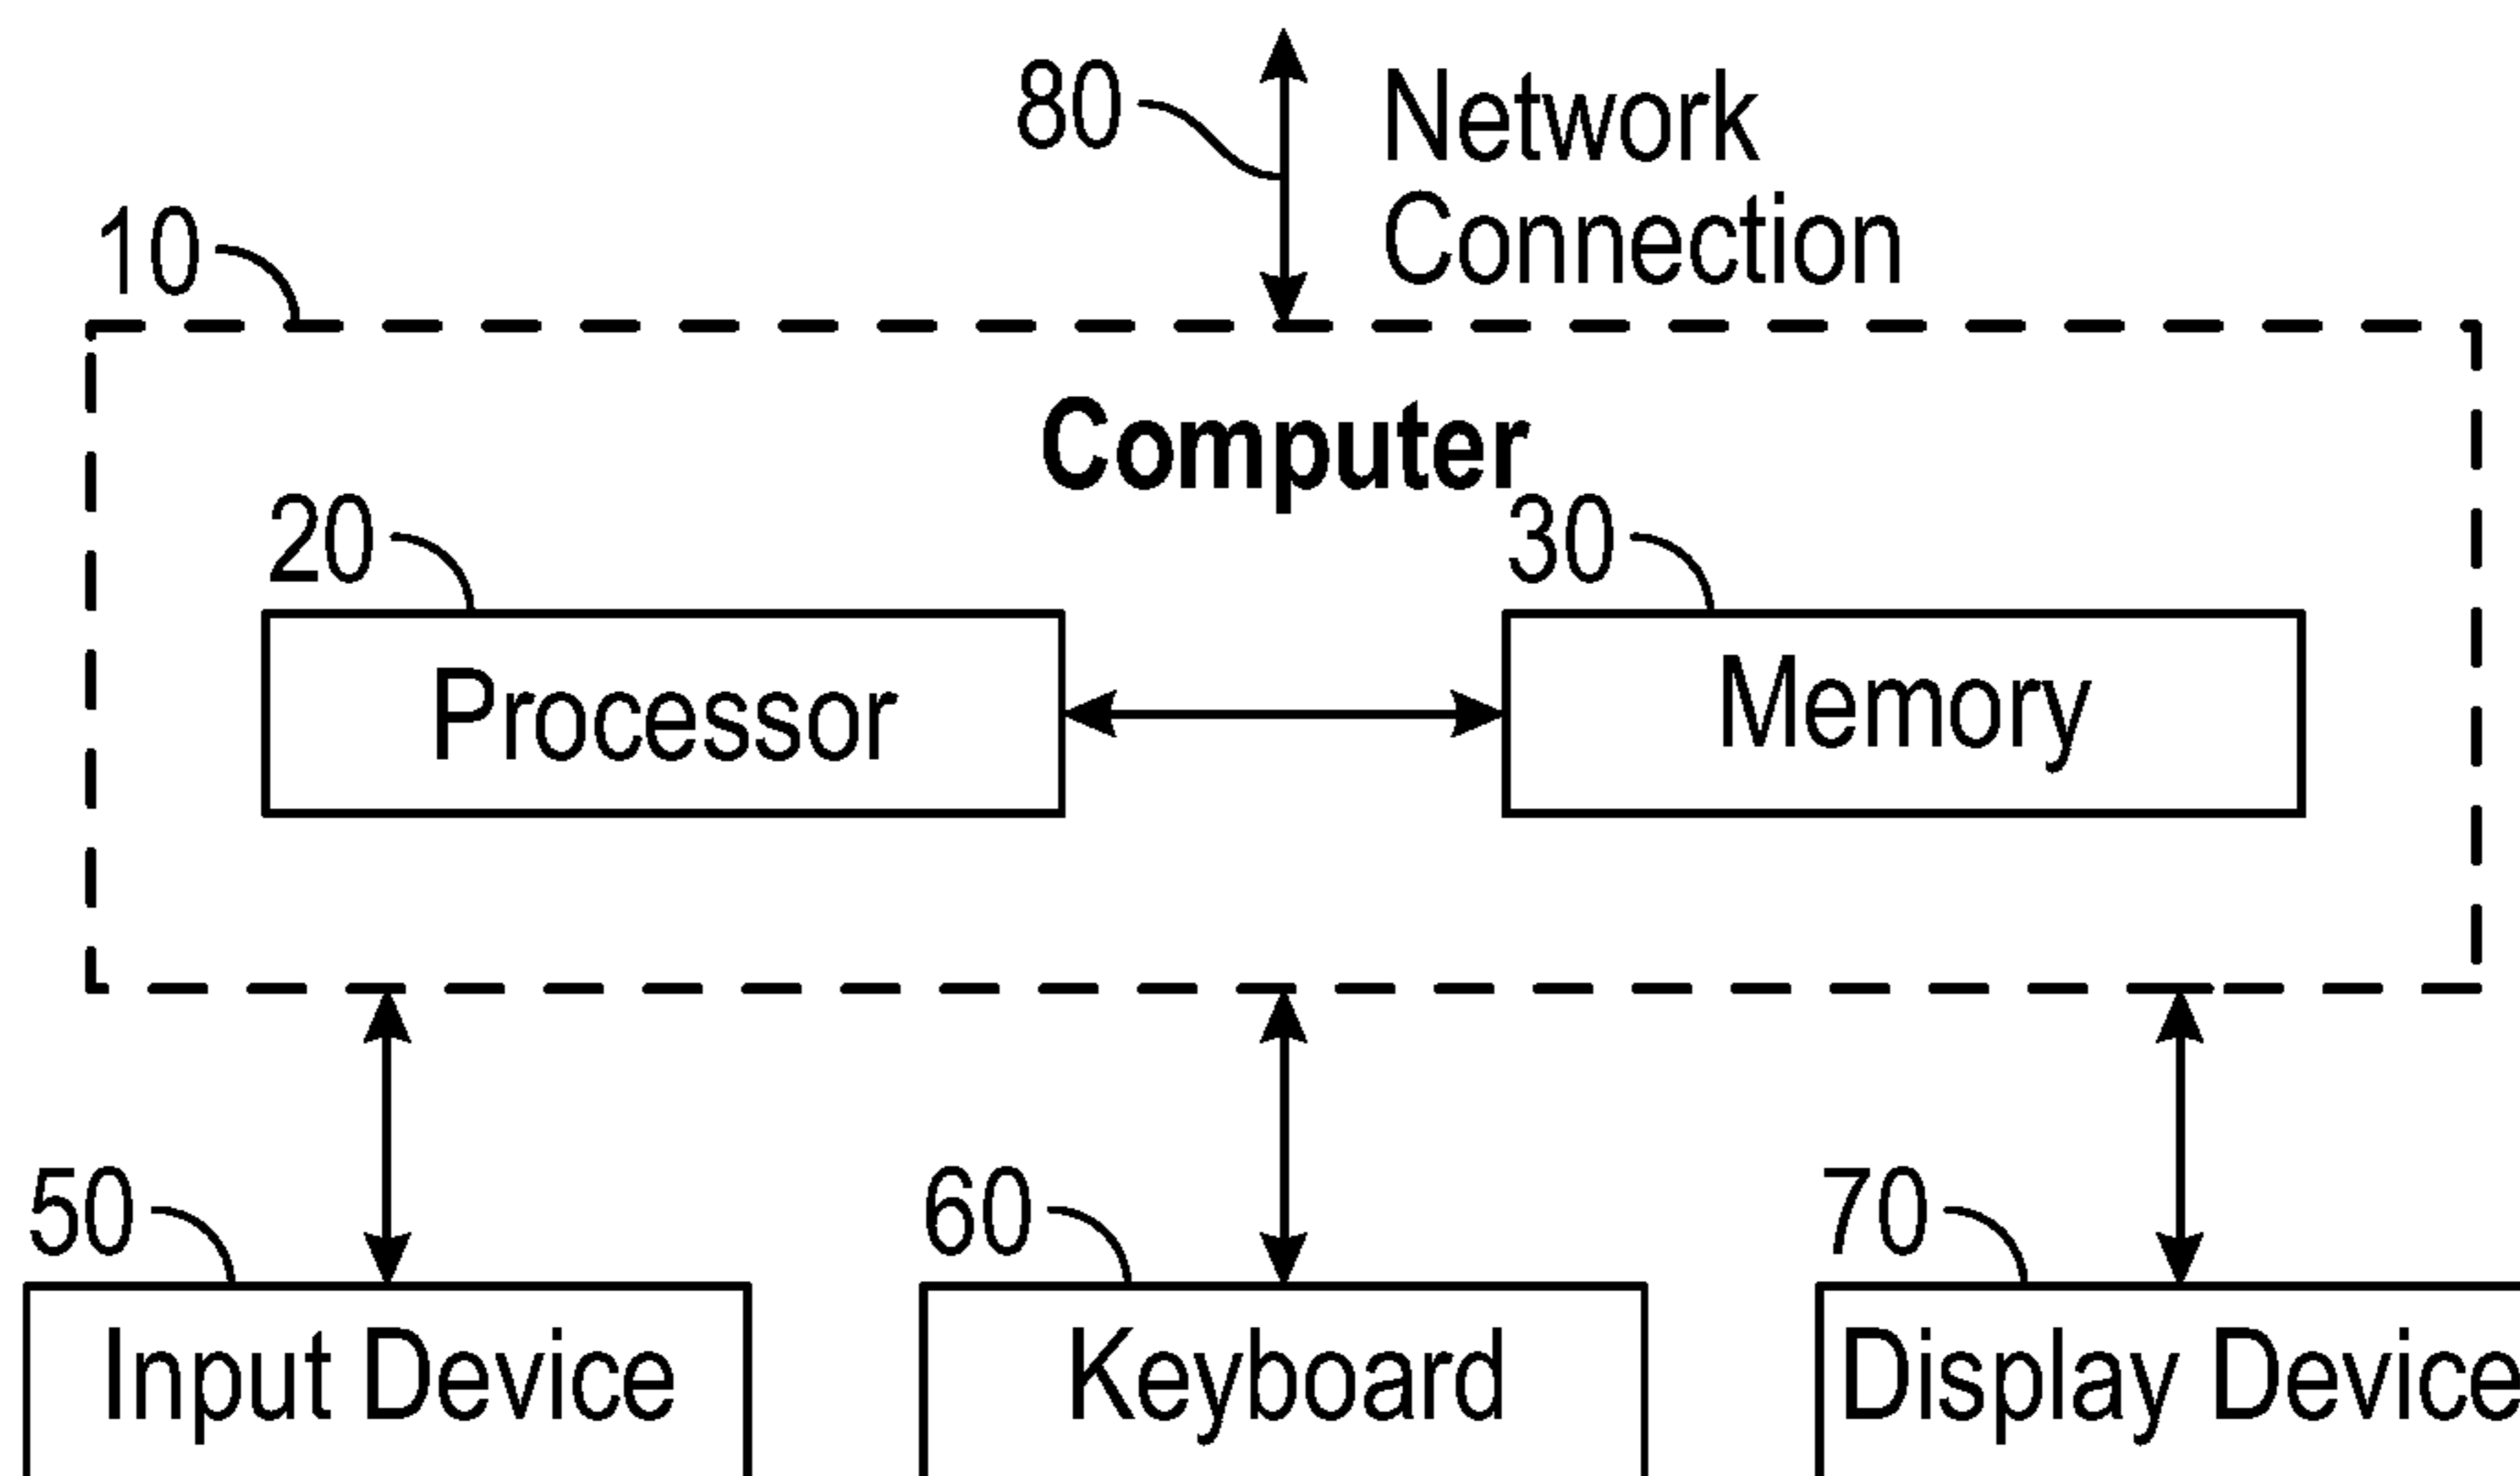 80
Network
Connection
10
Computer
20
30
Processor
Memory
50
60
70
Input Device
Keyboard
Display Device